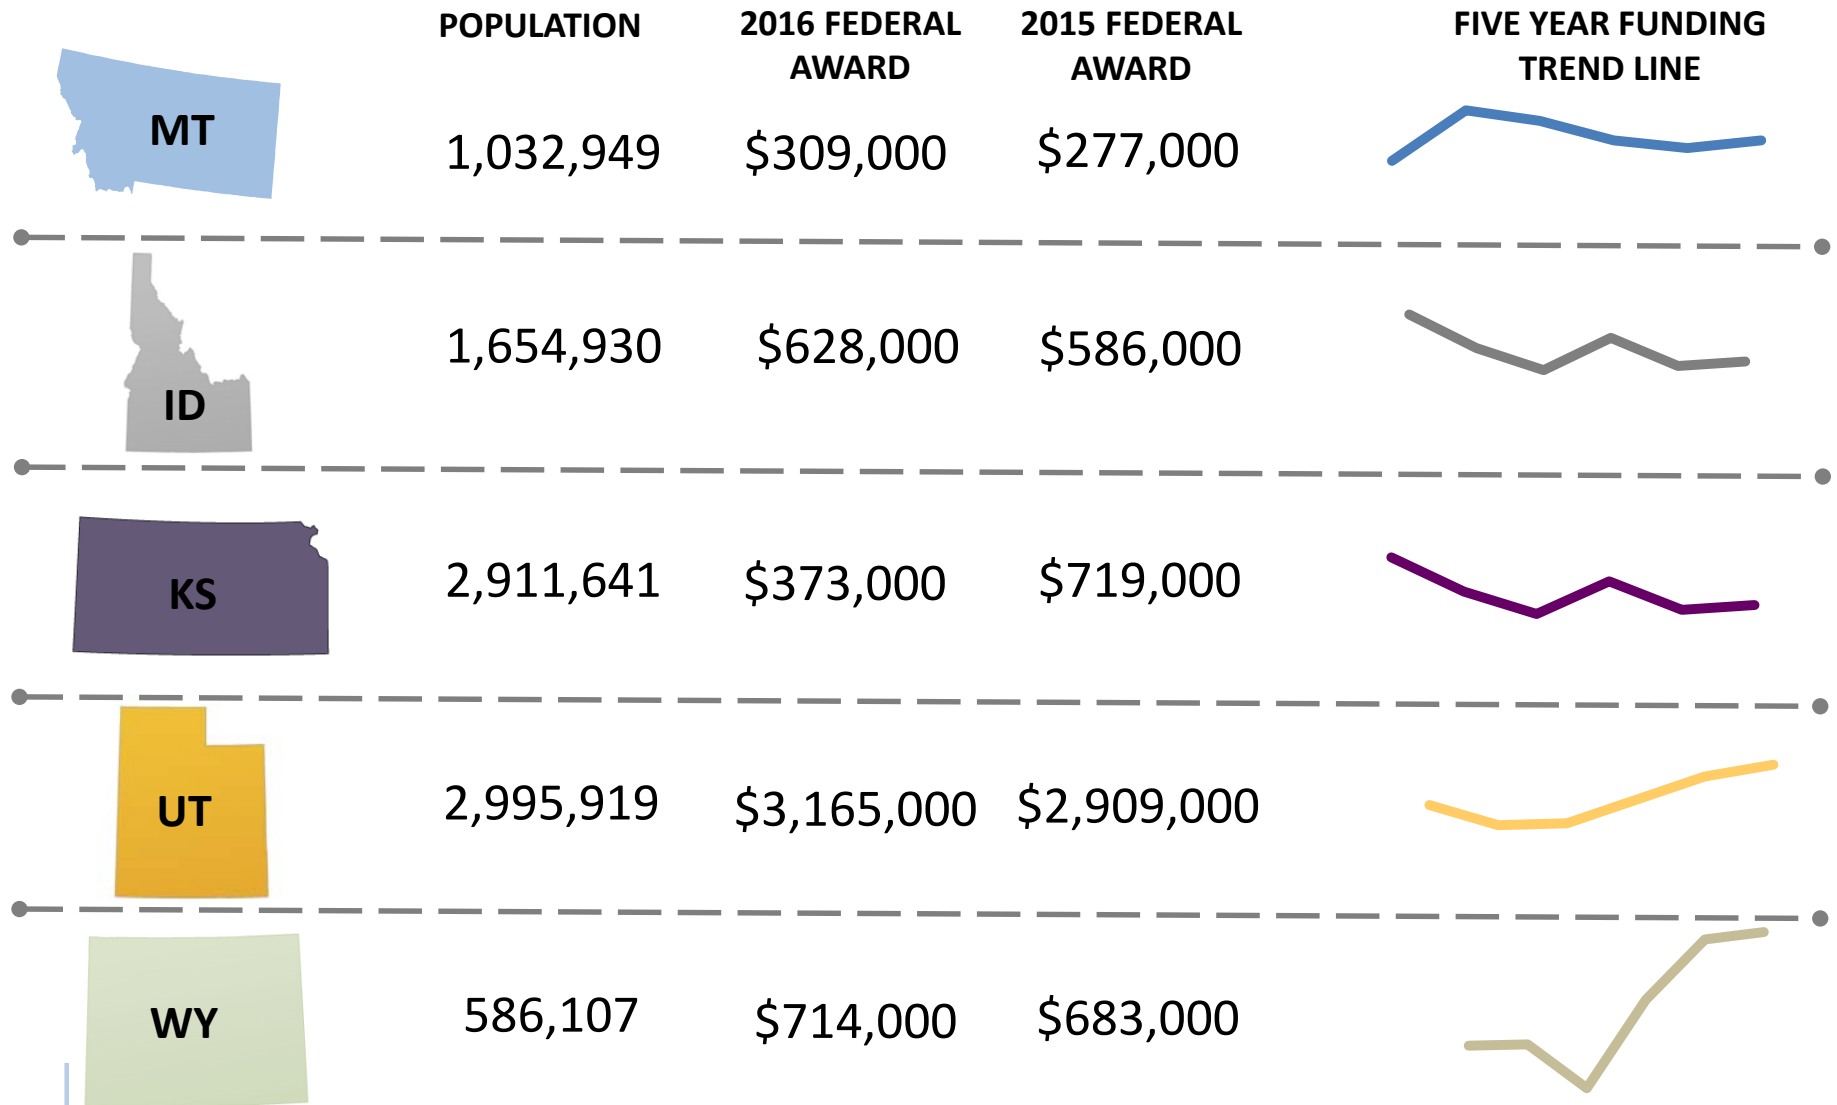 POPULATION
2016 FEDERAL
AWARD
2015 FEDERAL
AWARD
FIVE YEAR FUNDING
TREND LINE
MT
1,032,949
$309,000
$277,000
ID
1,654,930
$628,000
$586,000
KS
2,911,641
$373,000
$719,000
UT
2,995,919
$3,165,000
$2,909,000
WY
586,107
$714,000
$683,000